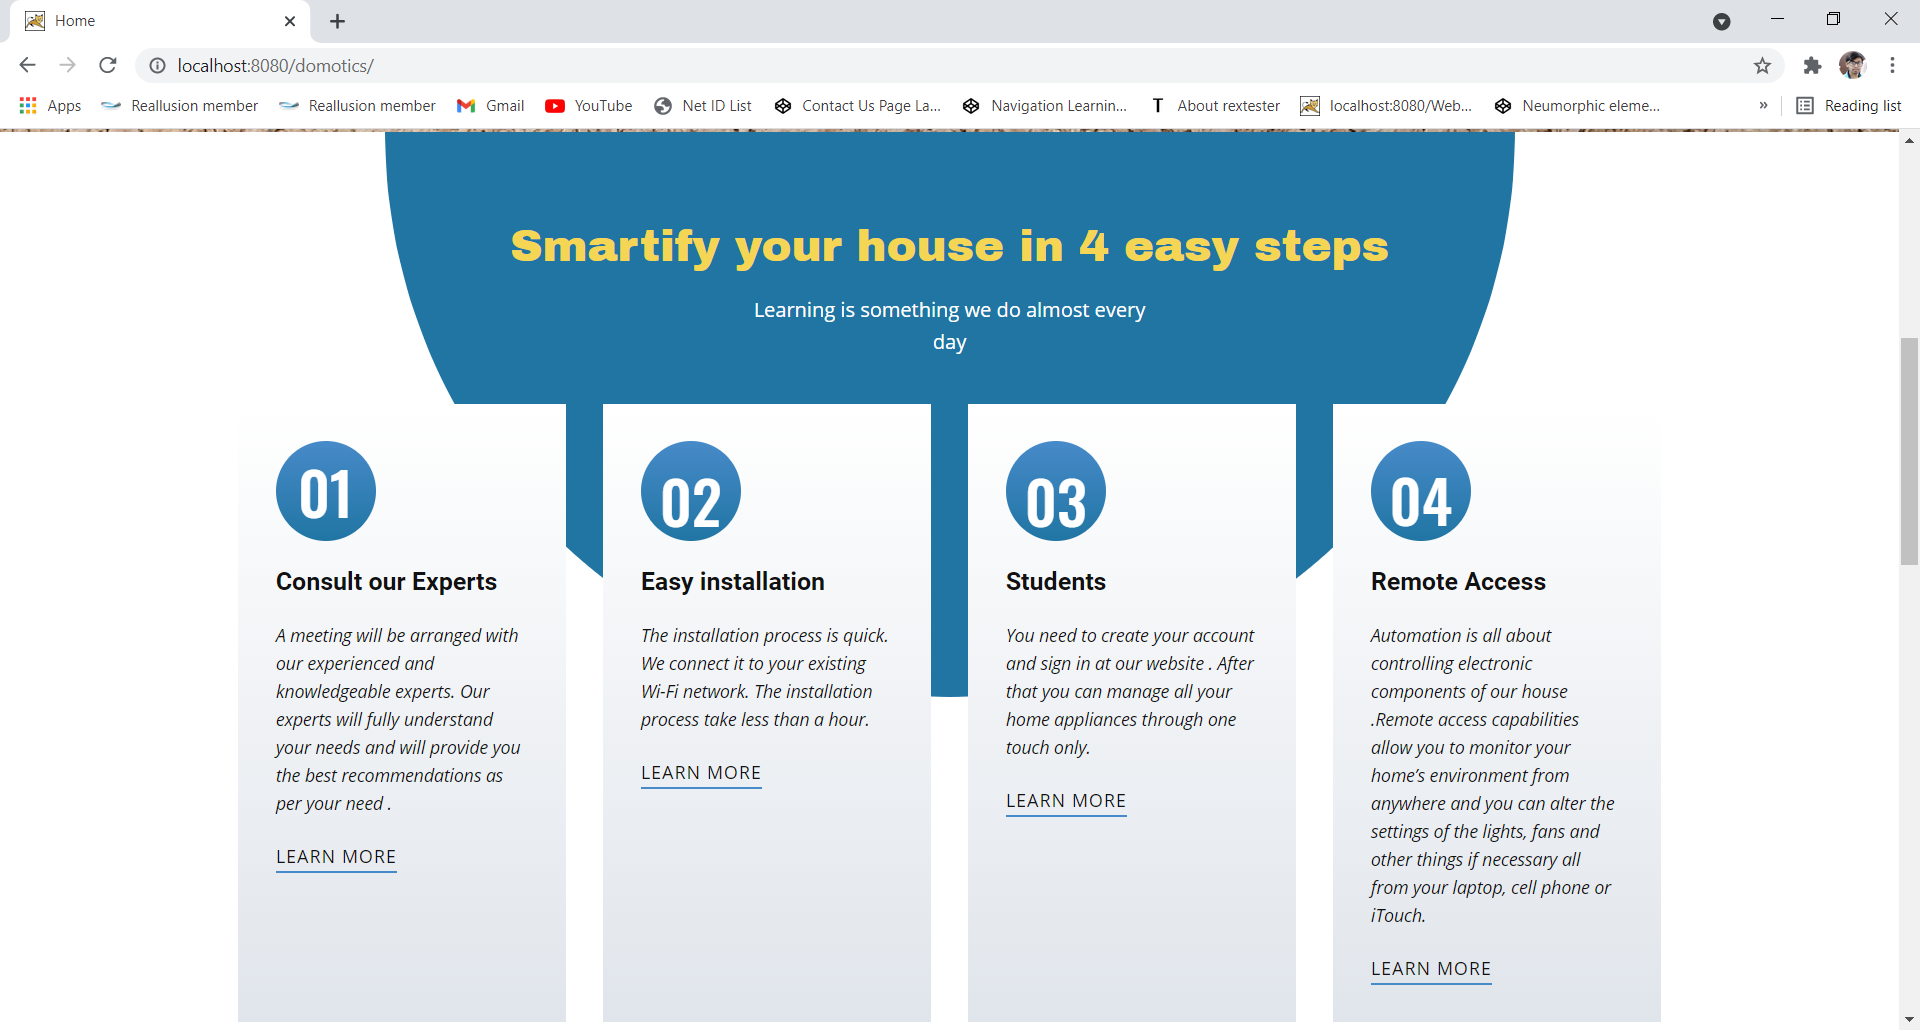 Home
localhost:8080/domotics/
Apps
Reallusion member
Reallusion member
Gmail
YouTube
Net ID List
Contact Us Page La...
Navigation Learnin...
T About rextester
localhost:8080/Web...
Neumorphic eleme...
»
Reading list
Smartify your house in 4 easy steps
Learning is something we do almost every
day
01
Consult our Experts
A meeting will be arranged with
our experienced and
knowledgeable experts. Our
experts will fully understand
your needs and will provide you
the best recommendations as
per your need .
LEARN MORE
02
Easy installation
The installation process is quick.
We connect it to your existing
Wi-Fi network. The installation
process take less than a hour.
LEARN MORE
03
Students
You need to create your account
and sign in at our website . After
that you can manage all your
home appliances through one
touch only.
LEARN MORE
04
Remote Access
Automation is all about
controlling electronic
components of our house
.Remote access capabilities
allow you to monitor your
home’s environment from
anywhere and you can alter the
settings of the lights, fans and
other things if necessary all
from your laptop, cell phone or
iTouch.
LEARN MORE